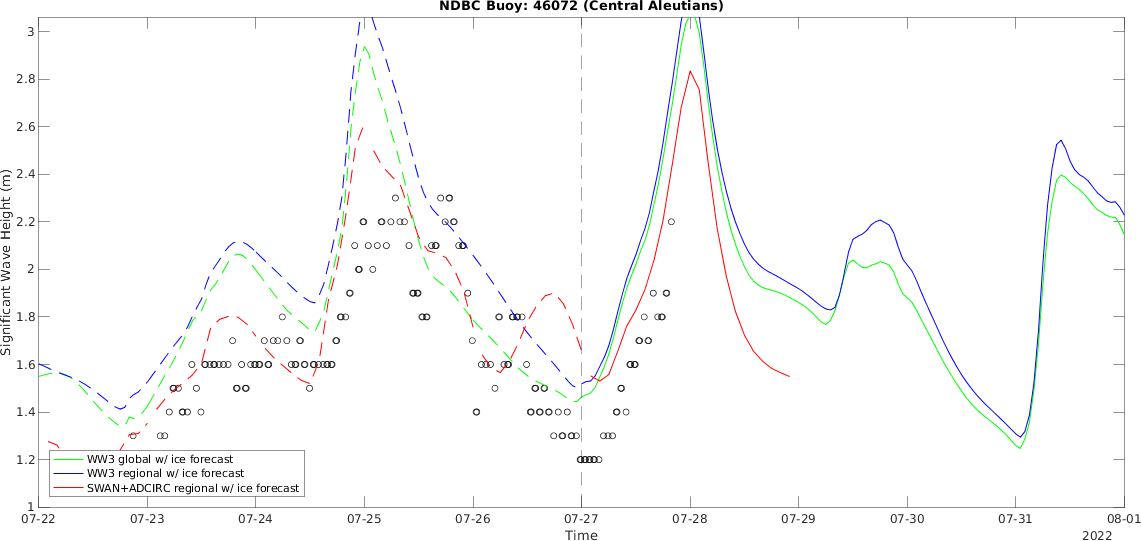 NDBC Buoy: 46072 (Central Aleutians)
Significant Wave Height (m)
3
2.8
2.6
2.4
2.2
2
1.8
1.6
1.4
1.2
1
WW3 global w/ ice forecast
WW3 regional w/ ice forecast
SWAN+ADCIRC regional w/ ice forecast
07-22 07-23 07-24 07-25 07-26 07-27 07-28 07-29 07-30 07-31 08-01
Time
2022